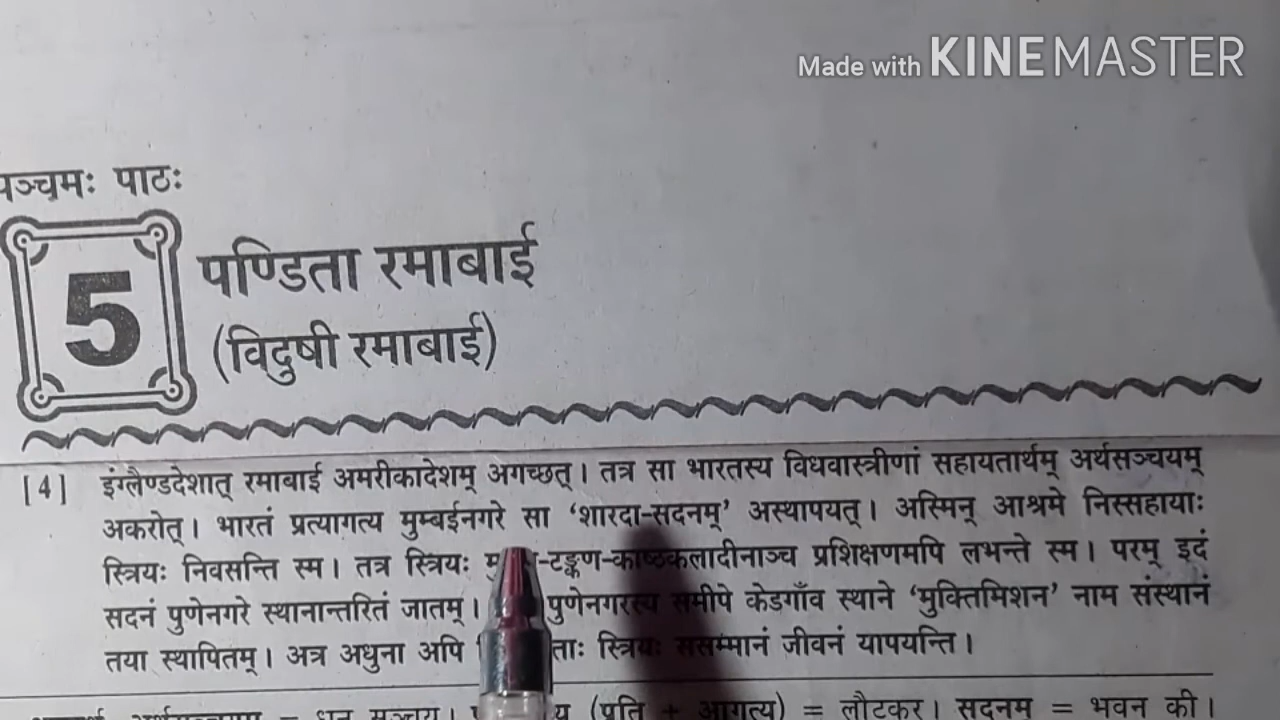 Made with KINEMASTER
पञ्चमः पाठः
5
पण्डिता रमाबाई
(विदुषी रमाबाई)
[4] इंग्लैण्डदेशात् रमाबाई अमरीकादेशम् अगच्छत्। तत्र सा भारतस्य विधवास्त्रीणां सहायतार्थम् अर्थसञ्चयम्
अकरोत्। भारतं प्रत्यागत्य मुम्बईनगरे सा ‘शारदा-सदनम्’ अस्थापयत्। अस्मिन् आश्रमे निस्सहायाः
स्त्रियः निवसन्ति स्म। तत्र स्त्रियः -टङ्कण-काष्ठकलादीनाञ्च प्रशिक्षणमपि लभन्ते स्म। परम् इदं
सदनं पुणेनगरे स्थानान्तरितं जातम्। पुणेनगरस्य समीपे केडगाँव स्थाने ‘मुक्तिमिशन’ नाम संस्थानं
तया स्थापितम्। अत्र अधुना अपि स्त्रियः ससम्मानं जीवनं यापयन्ति।
(प्रति + आगत्य) = लौटकर। सदनम् = भवन की।